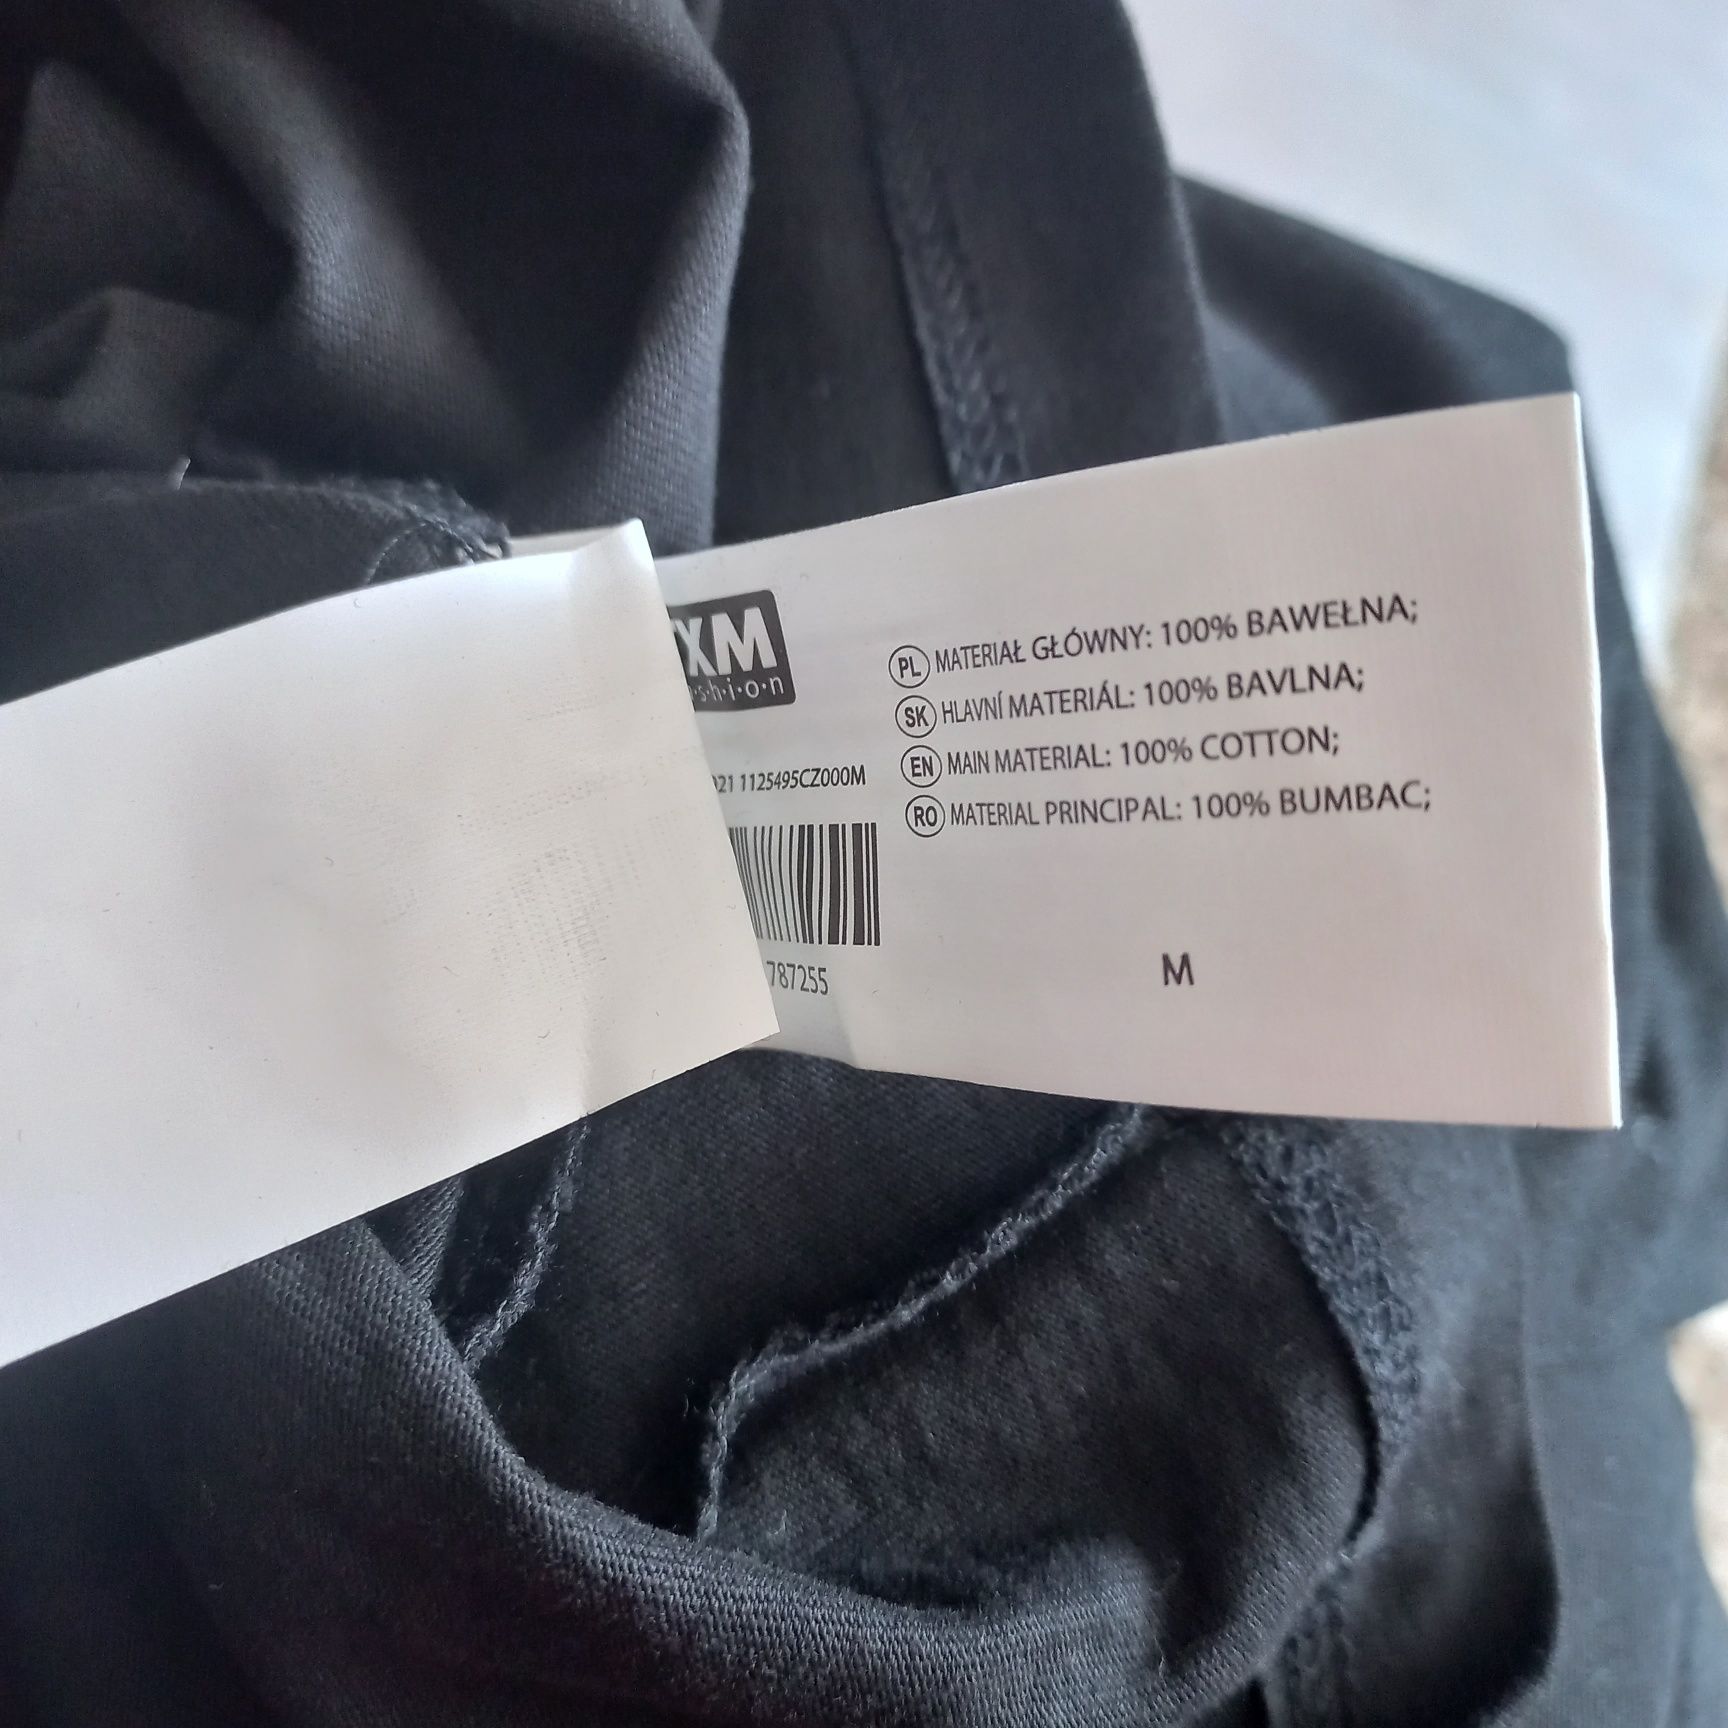 XM
s·h·i·o·n
021 1125495CZ000M
787255
PL MATERIAŁ GŁÓWNY: 100% BAWEŁNA;
SK HLAVNÍ MATERIÁL: 100% BAVLNA;
EN MAIN MATERIAL: 100% COTTON;
RO MATERIAL PRINCIPAL: 100% BUMBAC;
M